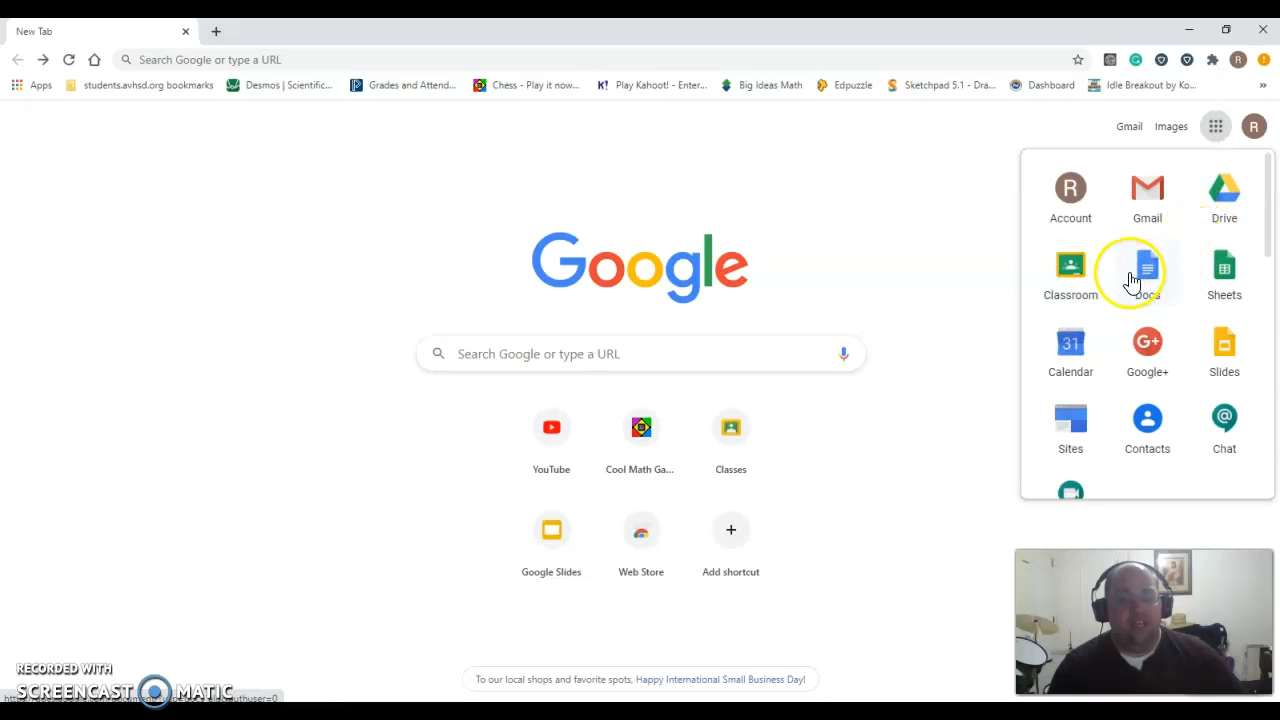 New Tab
Search Google or type a URL
R
Apps
students.avhsd.org bookmarks
Desmos | Scientific...
Grades and Attend...
Chess - Play it now...
K!
Play Kahoot! - Enter...
Big Ideas Math
Edpuzzle
Sketchpad 5.1 - Dra...
Dashboard
Idle Breakout by Ko...
Gmail
Images
R
R
Account
Gmail
Drive
Classroom
Docs
Sheets
31
Calendar
G+
Google+
Slides
Sites
Contacts
@
Chat
Google
Search Google or type a URL
YouTube
Cool Math Ga...
Classes
Google Slides
Web Store
Add shortcut
To our local shops and favorite spots, Happy International Small Business Day!
RECORDED WITH
SCREENCAST MATIC